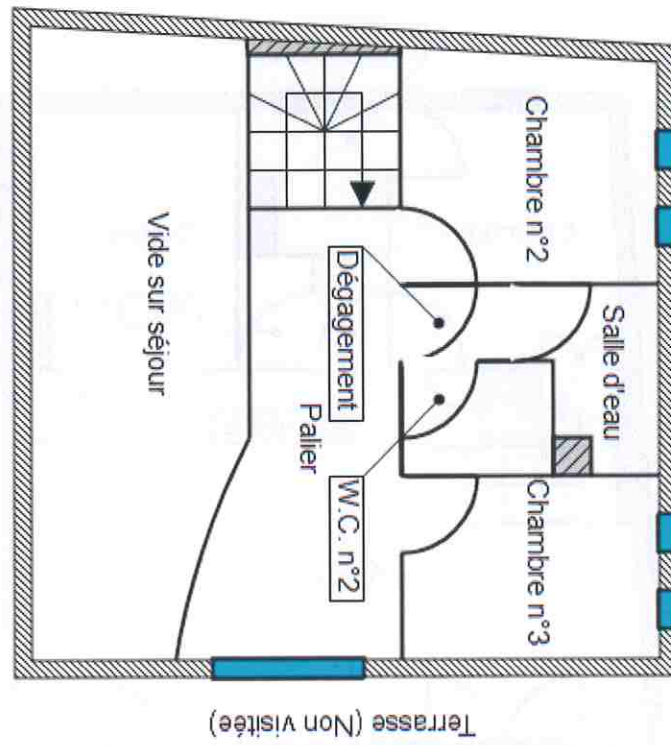 Chambre n°2
Salle d'eau
Chambre n°3
Dégagement
W.C. n°2
Palier
Vide sur séjour
Terrasse (Non visitée)